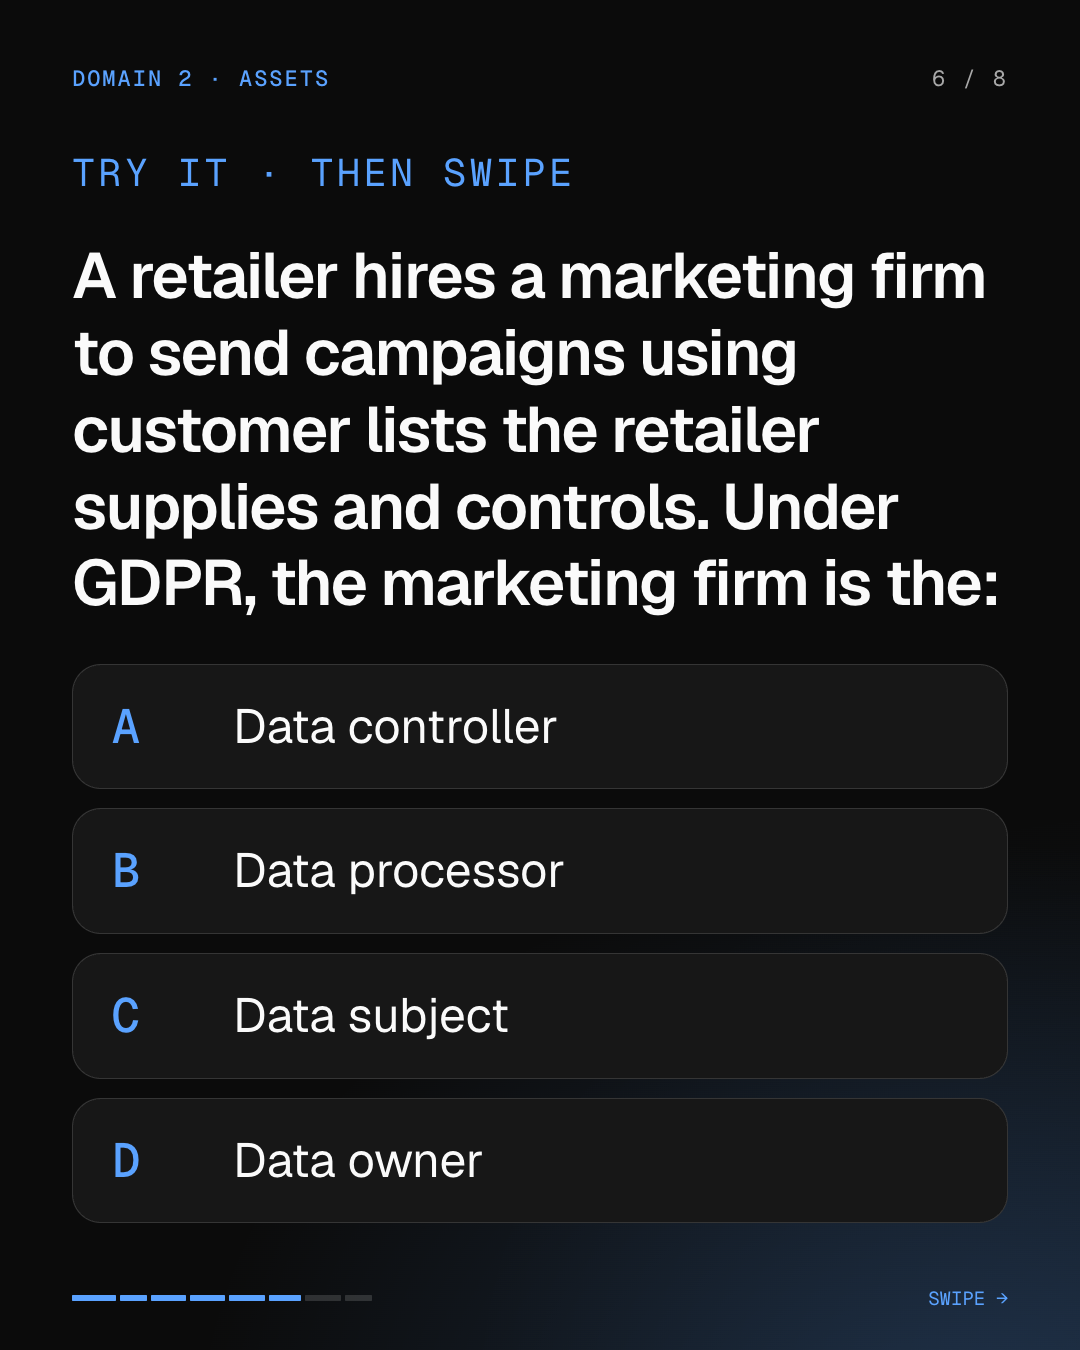 DOMAIN 2 · ASSETS
6 / 8
TRY IT · THEN SWIPE
A retailer hires a marketing firm
to send campaigns using
customer lists the retailer
supplies and controls. Under
GDPR, the marketing firm is the:
A Data controller
B Data processor
C Data subject
D Data owner
SWIPE →